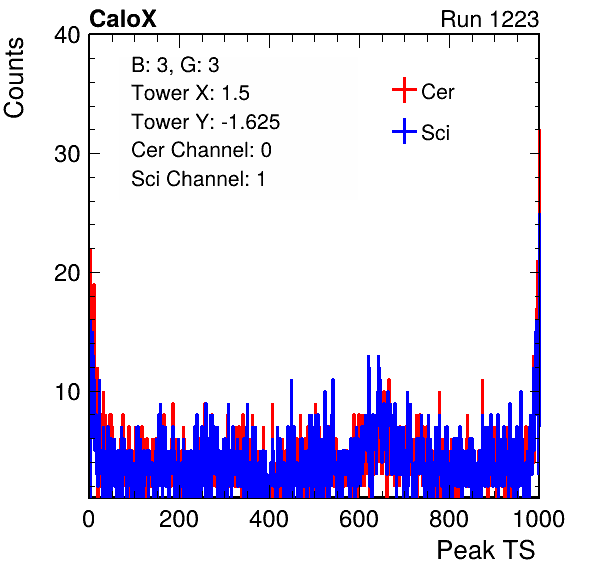 CaloX Run 1223
Counts
40
30
20
10
B: 3, G: 3
Tower X: 1.5
Tower Y: -1.625
Cer Channel: 0
Sci Channel: 1
Cer
Sci
0 200 400 600 800 1000
Peak TS